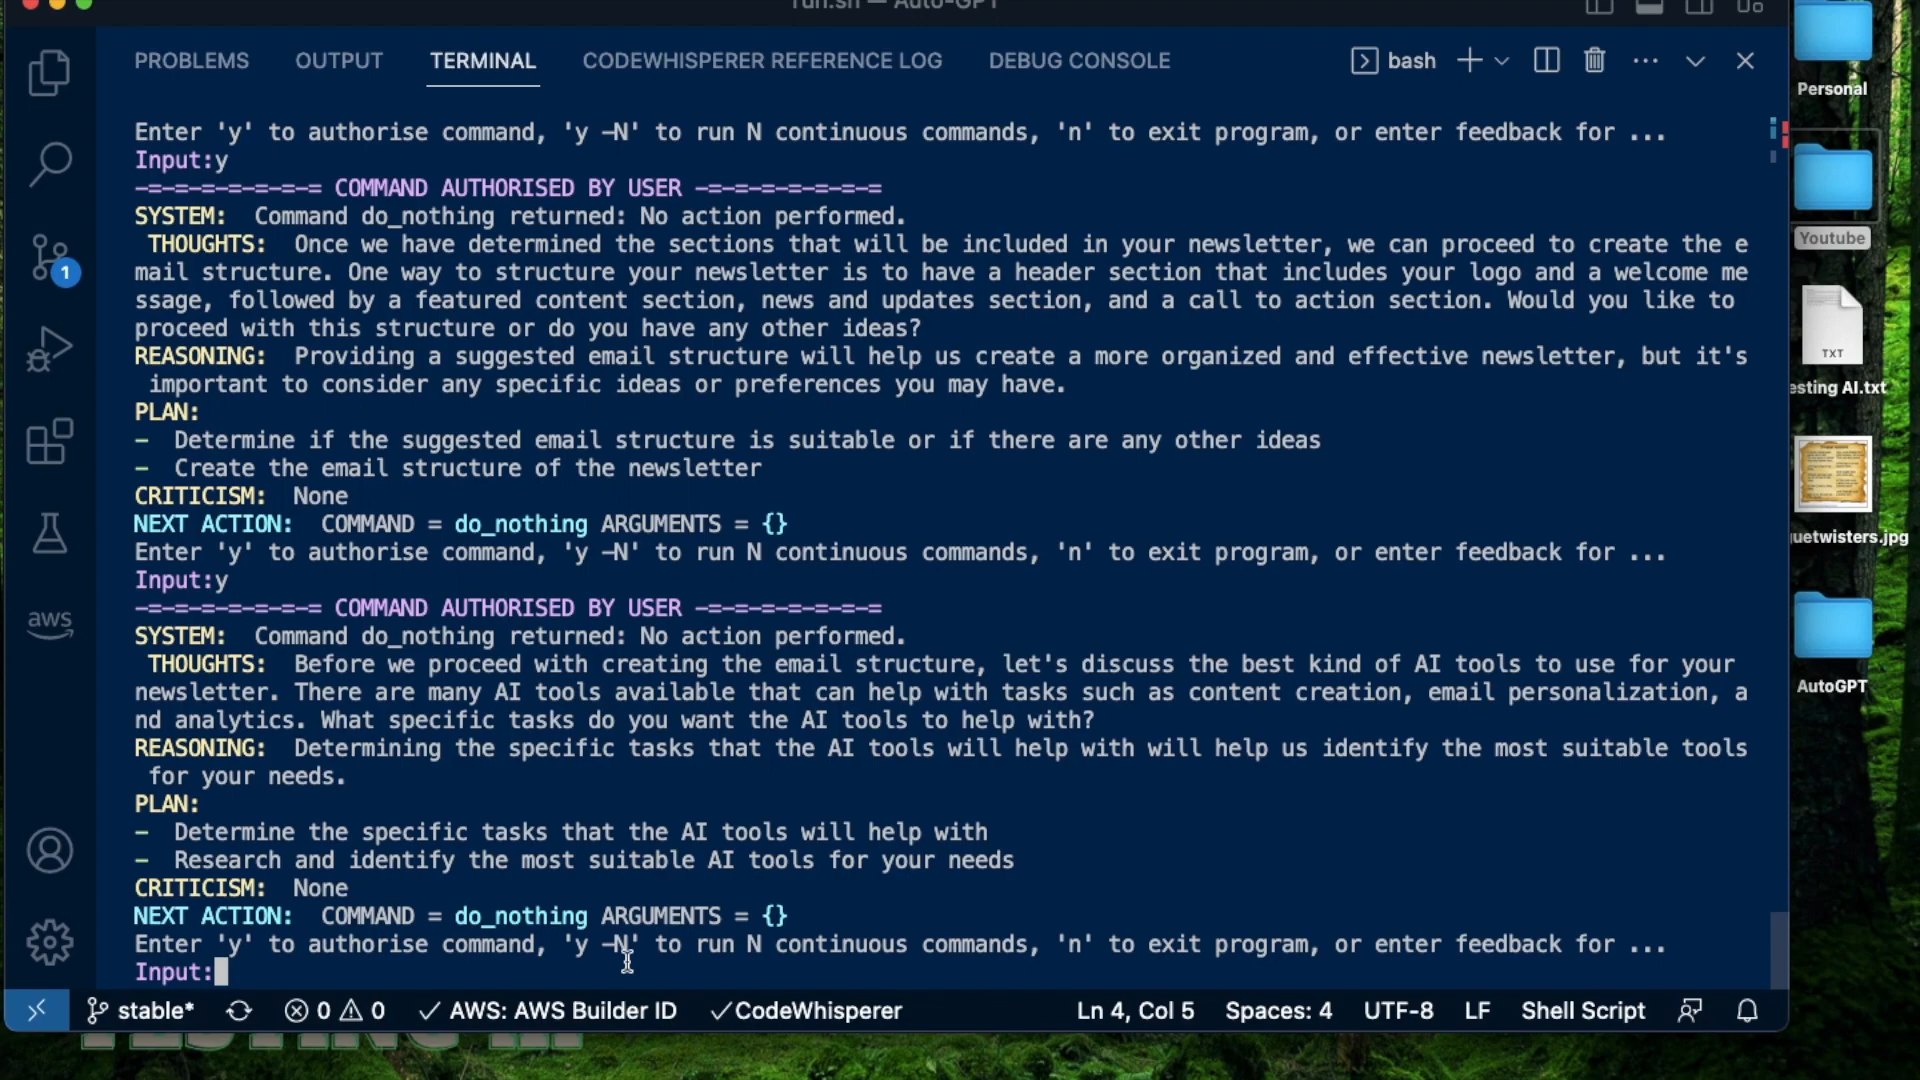 run.sh — Auto-GPT
PROBLEMS OUTPUT TERMINAL CODEWHISPERER REFERENCE LOG DEBUG CONSOLE bash
Enter 'y' to authorise command, 'y -N' to run N continuous commands, 'n' to exit program, or enter feedback for ...
Input:y
-=-=-=-=-=-=-= COMMAND AUTHORISED BY USER -=-=-=-=-=-=-=
SYSTEM:  Command do_nothing returned: No action performed.
THOUGHTS:  Once we have determined the sections that will be included in your newsletter, we can proceed to create the e
mail structure. One way to structure your newsletter is to have a header section that includes your logo and a welcome me
ssage, followed by a featured content section, news and updates section, and a call to action section. Would you like to
proceed with this structure or do you have any other ideas?
REASONING:  Providing a suggested email structure will help us create a more organized and effective newsletter, but it's
important to consider any specific ideas or preferences you may have.
PLAN:
-  Determine if the suggested email structure is suitable or if there are any other ideas
-  Create the email structure of the newsletter
CRITICISM:  None
NEXT ACTION:  COMMAND = do_nothing ARGUMENTS = {}
Enter 'y' to authorise command, 'y -N' to run N continuous commands, 'n' to exit program, or enter feedback for ...
Input:y
-=-=-=-=-=-=-= COMMAND AUTHORISED BY USER -=-=-=-=-=-=-=
SYSTEM:  Command do_nothing returned: No action performed.
THOUGHTS:  Before we proceed with creating the email structure, let's discuss the best kind of AI tools to use for your
newsletter. There are many AI tools available that can help with tasks such as content creation, email personalization, a
nd analytics. What specific tasks do you want the AI tools to help with?
REASONING:  Determining the specific tasks that the AI tools will help with will help us identify the most suitable tools
for your needs.
PLAN:
-  Determine the specific tasks that the AI tools will help with
-  Research and identify the most suitable AI tools for your needs
CRITICISM:  None
NEXT ACTION:  COMMAND = do_nothing ARGUMENTS = {}
Enter 'y' to authorise command, 'y -N' to run N continuous commands, 'n' to exit program, or enter feedback for ...
Input:
1
aws
stable* 0 0 AWS: AWS Builder ID CodeWhisperer Ln 4, Col 5 Spaces: 4 UTF-8 LF Shell Script
Personal
Youtube
TXT
esting AI.txt
uetwisters.jpg
AutoGPT